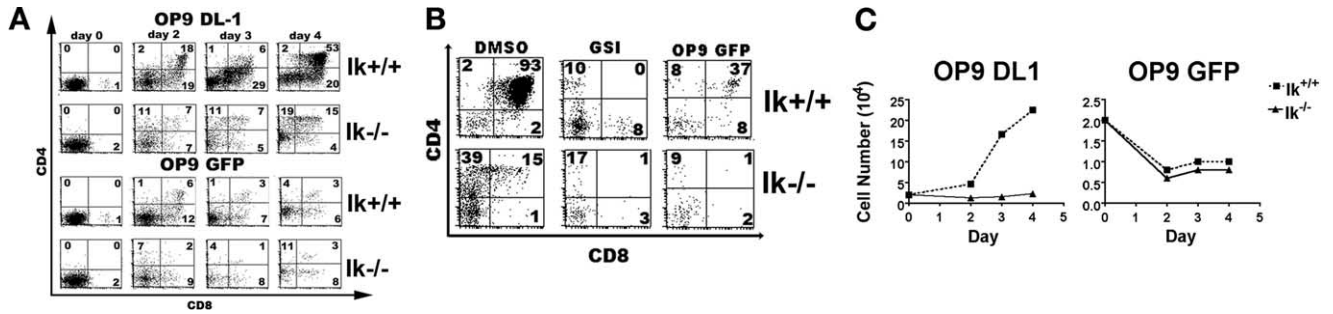 A
OP9 DL-1
day 0 day 2 day 3 day 4
0 0 1
2 18 19
1 6 29
2 53 20
Ik+/+
0 0 2
11 7 7
11 7 5
19 15 4
Ik-/-
OP9 GFP
0 0 1
1 6 12
1 3 7
4 3 6
Ik+/+
0 0 2
7 2 9
4 1 8
11 3 8
Ik-/-
CD4
CD8
B
DMSO GSI OP9 GFP
2 93 2
10 0 8
8 37 8
Ik+/+
39 15 1
17 1 3
9 1 2
Ik-/-
CD4
CD8
C
OP9 DL1
Cell Number (10⁴)
25
20
15
10
5
0
0 1 2 3 4 5
Day
OP9 GFP
2.5
2.0
1.5
1.0
0.5
0.0
0 1 2 3 4 5
Day
Ik+/+
Ik-/-